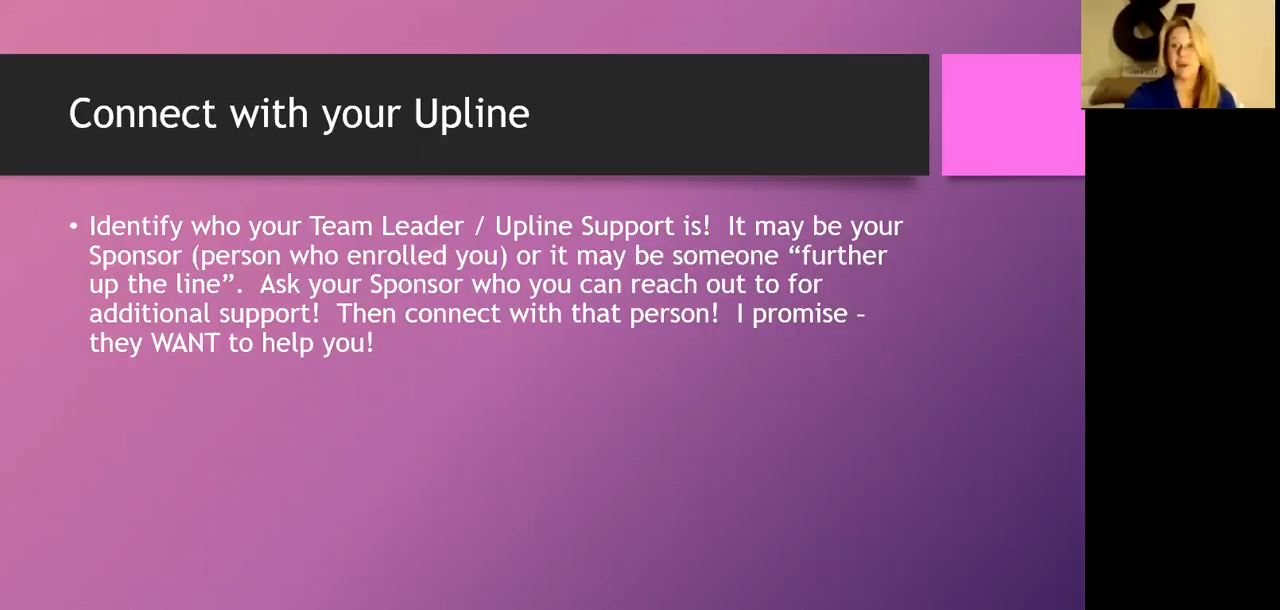 Connect with your Upline
• Identify who your Team Leader / Upline Support is!  It may be your
Sponsor (person who enrolled you) or it may be someone “further
up the line”.  Ask your Sponsor who you can reach out to for
additional support!  Then connect with that person!  I promise –
they WANT to help you!
&